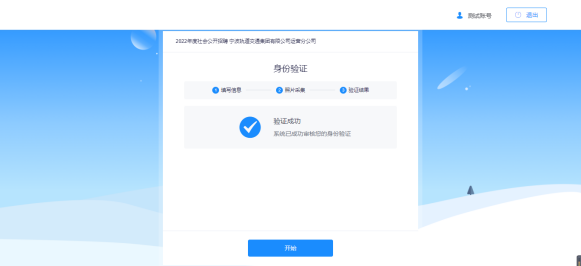 测试账号
退出
2022年度社会公开招聘 宁波轨道交通集团有限公司运营分公司
身份验证
1 填写信息
2 照片采集
3 验证结果
验证成功
系统已成功审核您的身份验证
开始